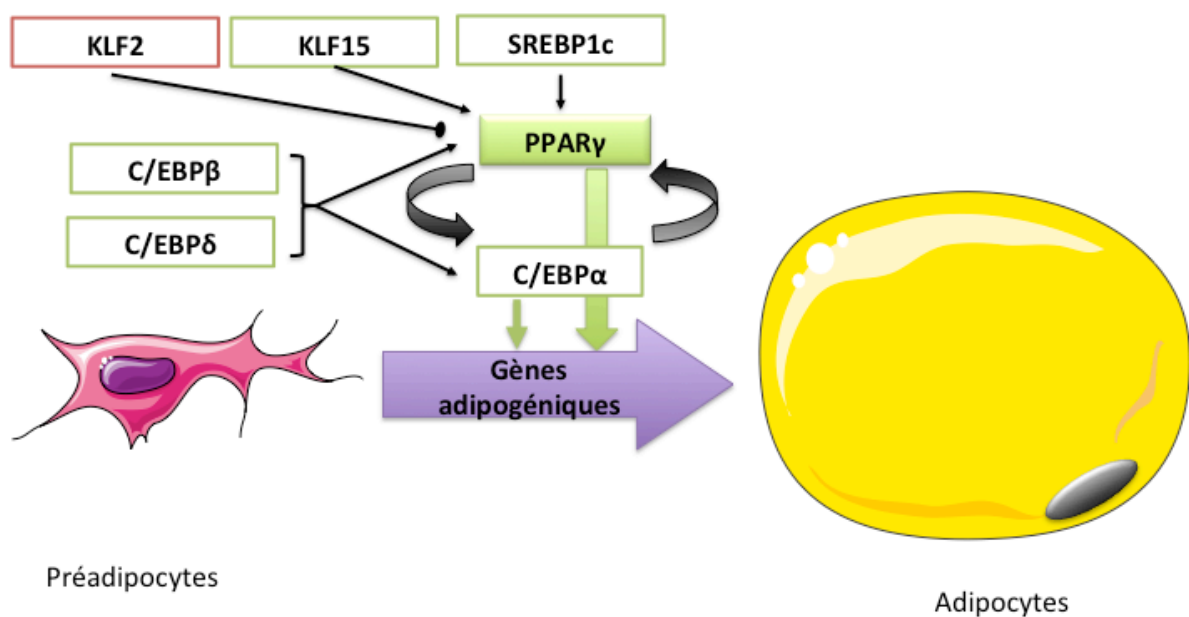 KLF2
KLF15
SREBP1c
PPARγ
C/EBPβ
C/EBPδ
C/EBPα
Gènes
adipogéniques
Préadipocytes
Adipocytes